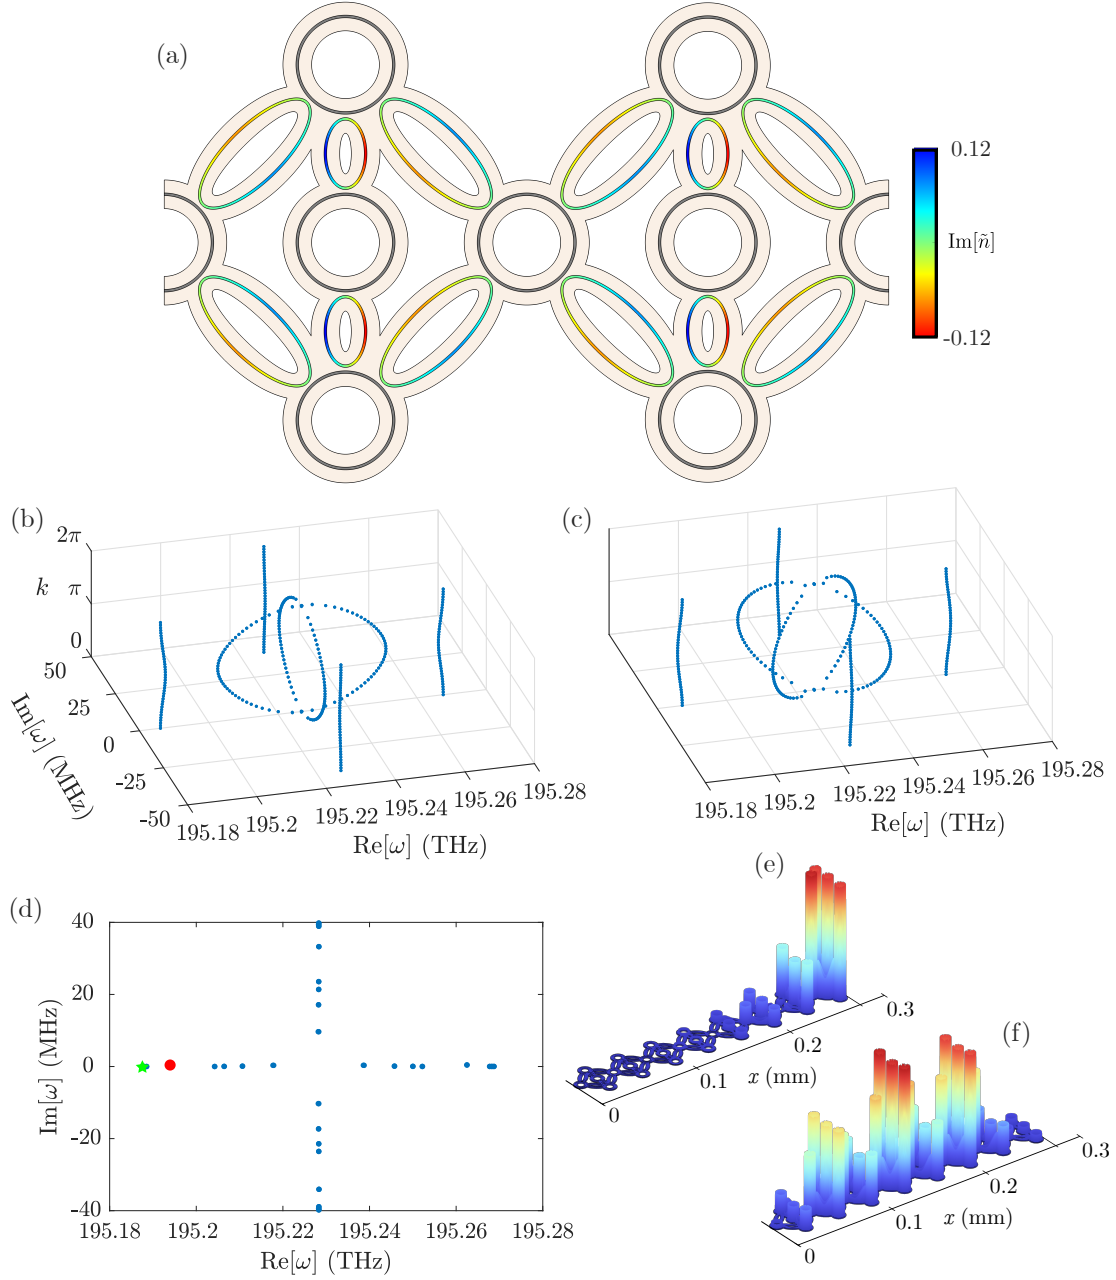 (a)
0.12
Im[ñ]
-0.12
(b)
2π
k π
0
50
25
0
-25
-50
Im[ω] (MHz)
195.18 195.2 195.22 195.24 195.26 195.28
Re[ω] (THz)
(c)
195.18 195.2 195.22 195.24 195.26 195.28
Re[ω] (THz)
(d)
40
20
0
-20
-40
Im[ω] (MHz)
195.18 195.2 195.22 195.24 195.26 195.28
Re[ω] (THz)
(e)
0 0.1 0.2 0.3
x (mm)
(f)
0 0.1 0.2 0.3
x (mm)